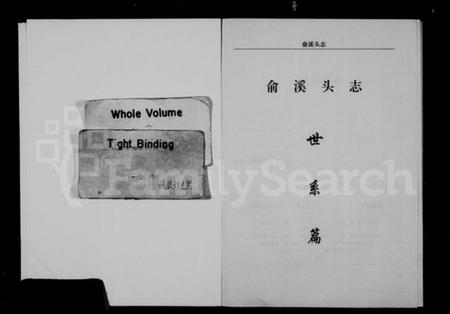 Whole Volume
Tight Binding
俞溪头志
俞溪头志
世
系
篇
FamilySearch